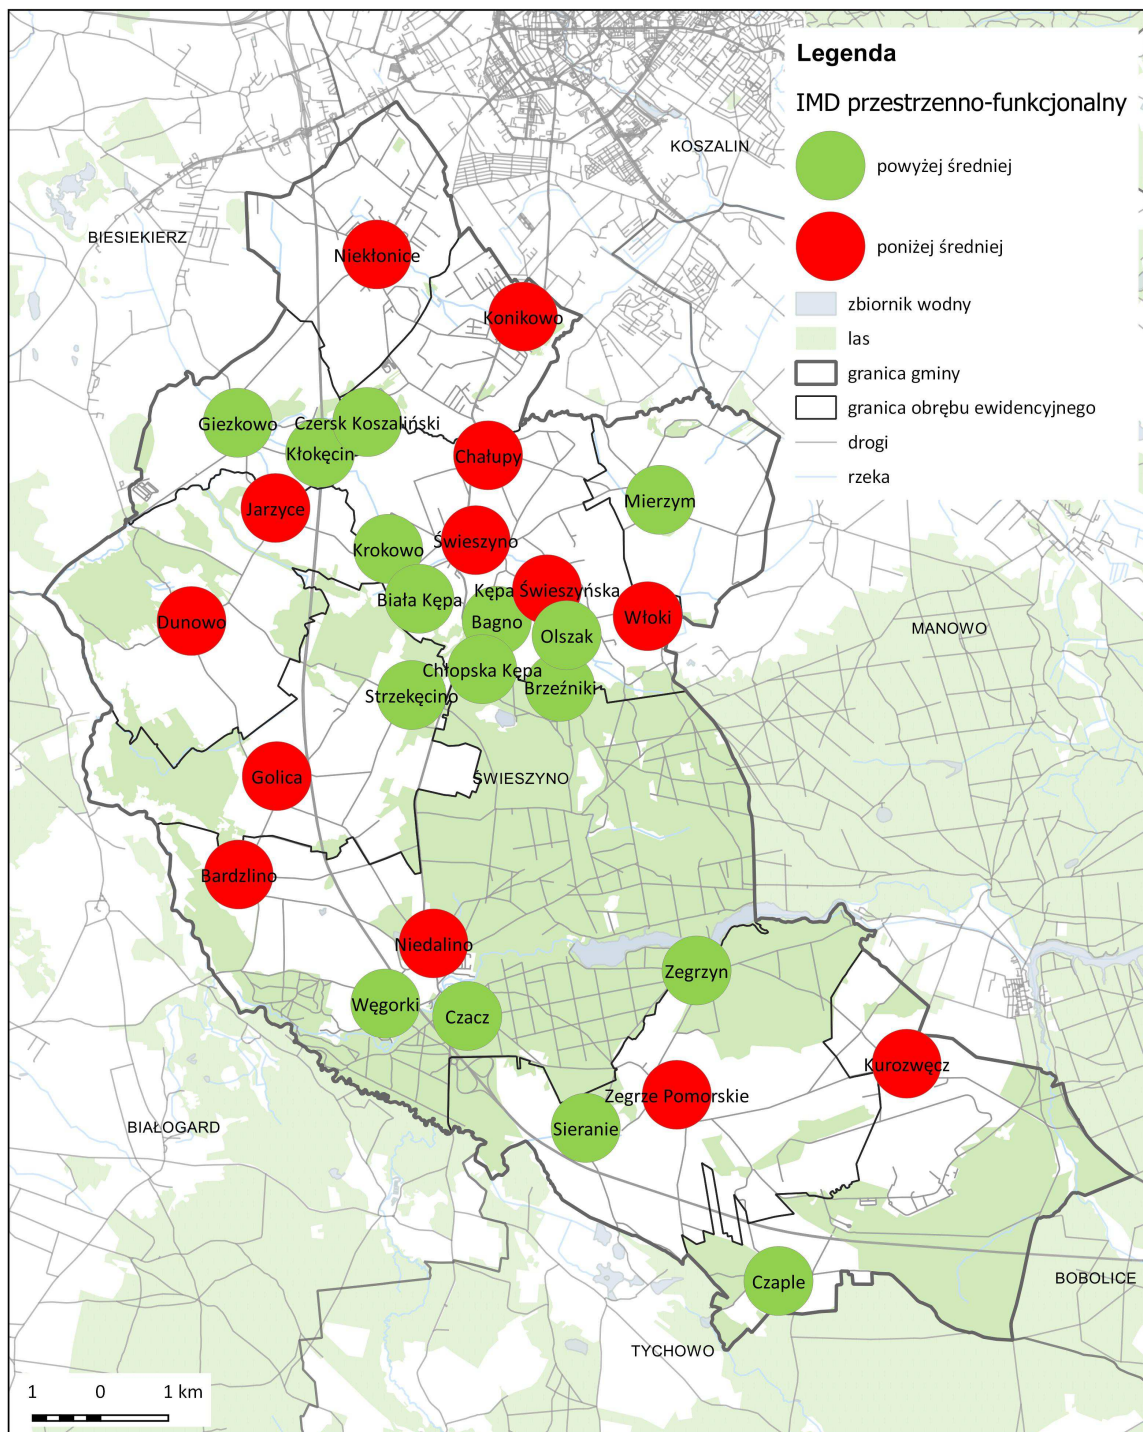 Legenda
IMD przestrzenno-funkcjonalny
powyżej średniej
poniżej średniej
zbiornik wodny
las
granica gminy
granica obrębu ewidencyjnego
drogi
rzeka
KOSZALIN
BIESIEKIERZ
Niekłonice
Konikowo
Giezkowo
Czersk Koszaliński
Kłokęcin
Chałupy
Mierzym
Jarzyce
Świeszyno
Krokowo
Kępa Świeszyńska
Biała Kępa
Włoki
Dunowo
Bagno
Olszak
MANOWO
Chłopska Kępa
Brzeźniki
Strzekęcino
Golica
ŚWIESZYNO
Bardzlino
Niedalino
Zegrzyn
Węgorki
Czacz
Kurozwęcz
Zegrze Pomorskie
BIAŁOGARD
Sieranie
Czaple
BOBOLICE
TYCHOWO
1 0 1 km